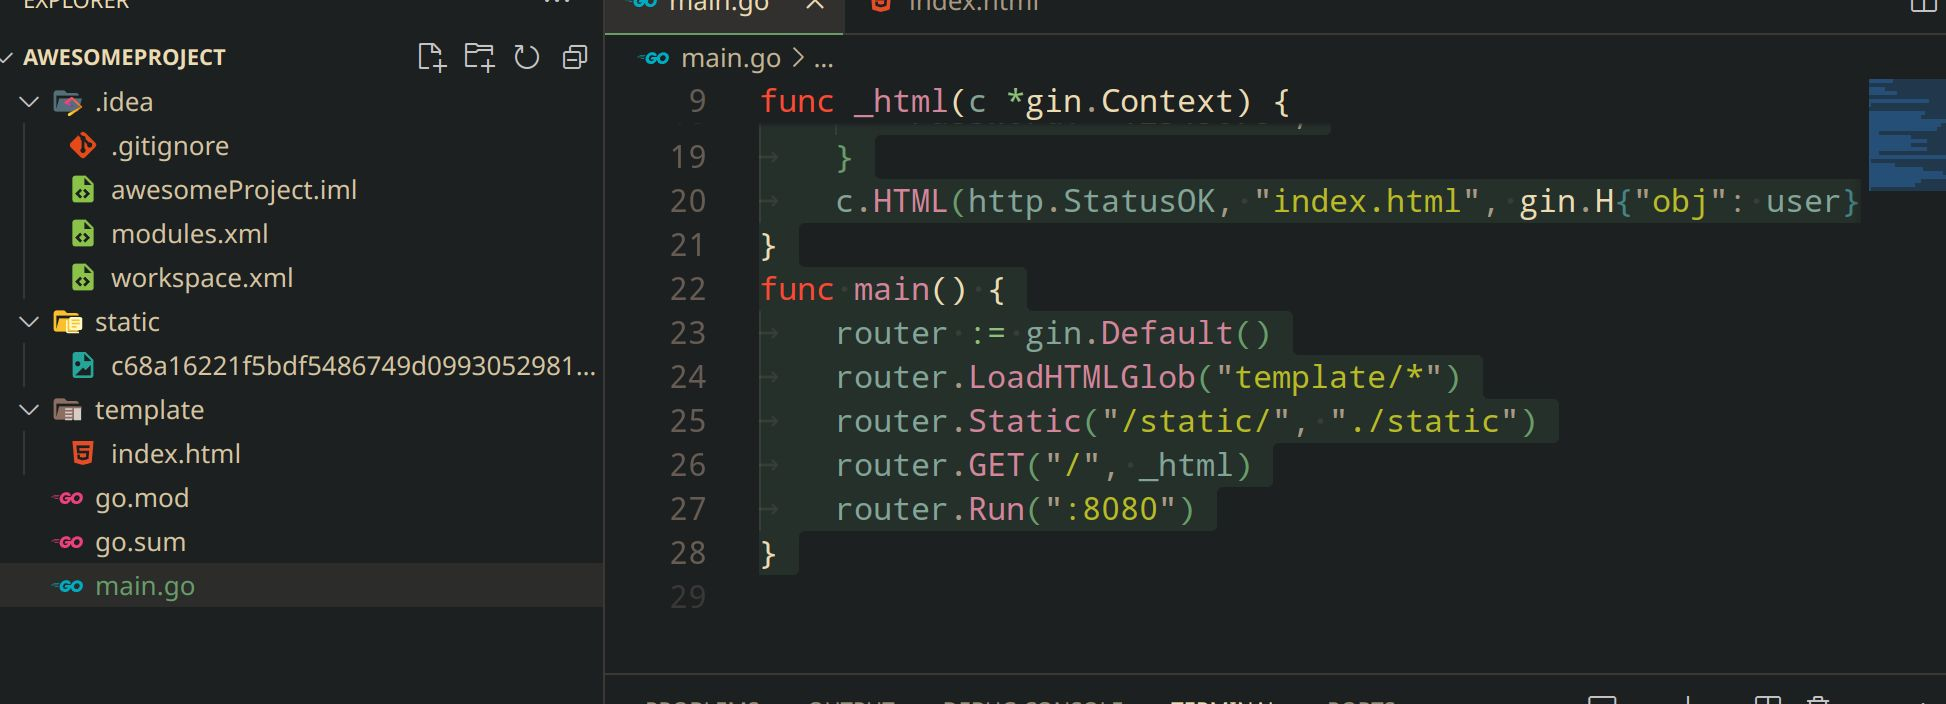 EXPLORER
AWESOMEPROJECT
.idea
.gitignore
awesomeProject.iml
modules.xml
workspace.xml
static
c68a16221f5bdf5486749d0993052981...
template
index.html
go.mod
go.sum
main.go
main.go
index.html
main.go > ...
9 func _html(c *gin.Context) {
19 }
20 c.HTML(http.StatusOK, "index.html", gin.H{"obj": user}
21 }
22 func main() {
23 router := gin.Default()
24 router.LoadHTMLGlob("template/*")
25 router.Static("/static/", "./static")
26 router.GET("/", _html)
27 router.Run(":8080")
28 }
29
PROBLEMS OUTPUT DEBUG CONSOLE TERMINAL PORTS